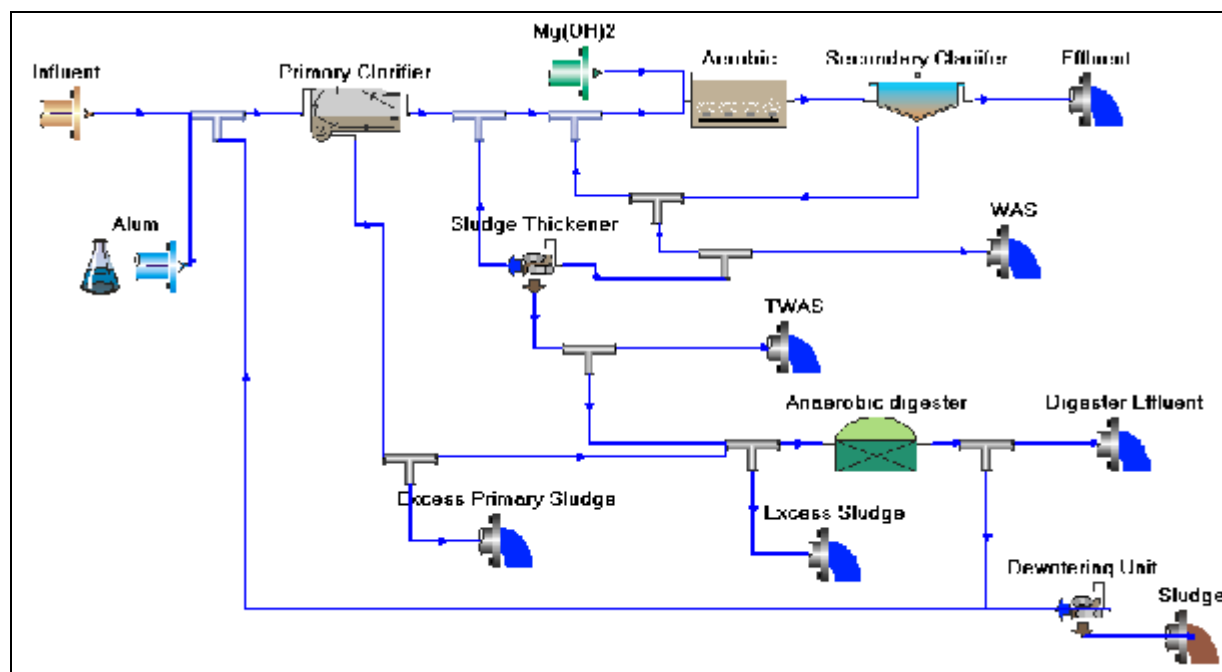 Mg(OH)2
Influent
Primary Clarifier
Aerobic
Secondary Clarifier
Effluent
Alum
Sludge Thickener
WAS
TWAS
Anaerobic digester
Digester Effluent
Excess Primary Sludge
Excess Sludge
Dewatering Unit
Sludge